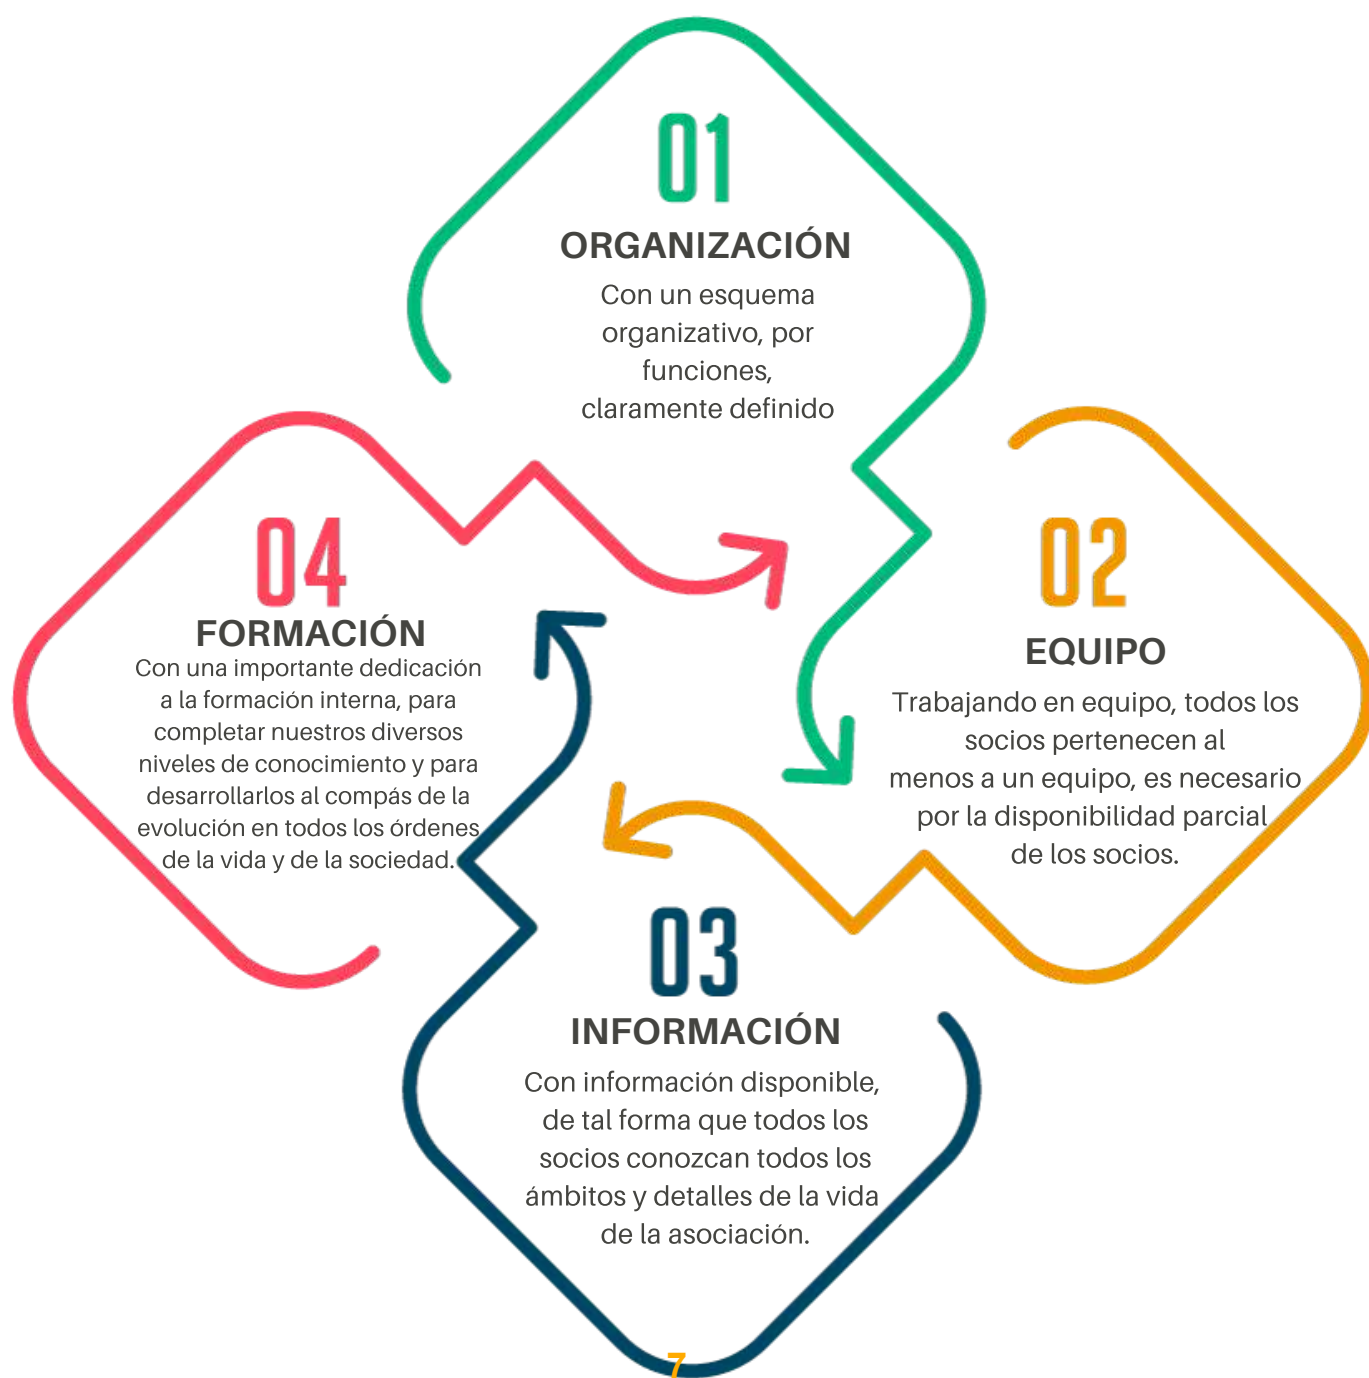 01
ORGANIZACIÓN
Con un esquema
organizativo, por
funciones,
claramente definido
02
EQUIPO
Trabajando en equipo, todos los
socios pertenecen al
menos a un equipo, es necesario
por la disponibilidad parcial
de los socios.
03
INFORMACIÓN
Con información disponible,
de tal forma que todos los
socios conozcan todos los
ámbitos y detalles de la vida
de la asociación.
04
FORMACIÓN
Con una importante dedicación
a la formación interna, para
completar nuestros diversos
niveles de conocimiento y para
desarrollarlos al compás de la
evolución en todos los órdenes
de la vida y de la sociedad.
7